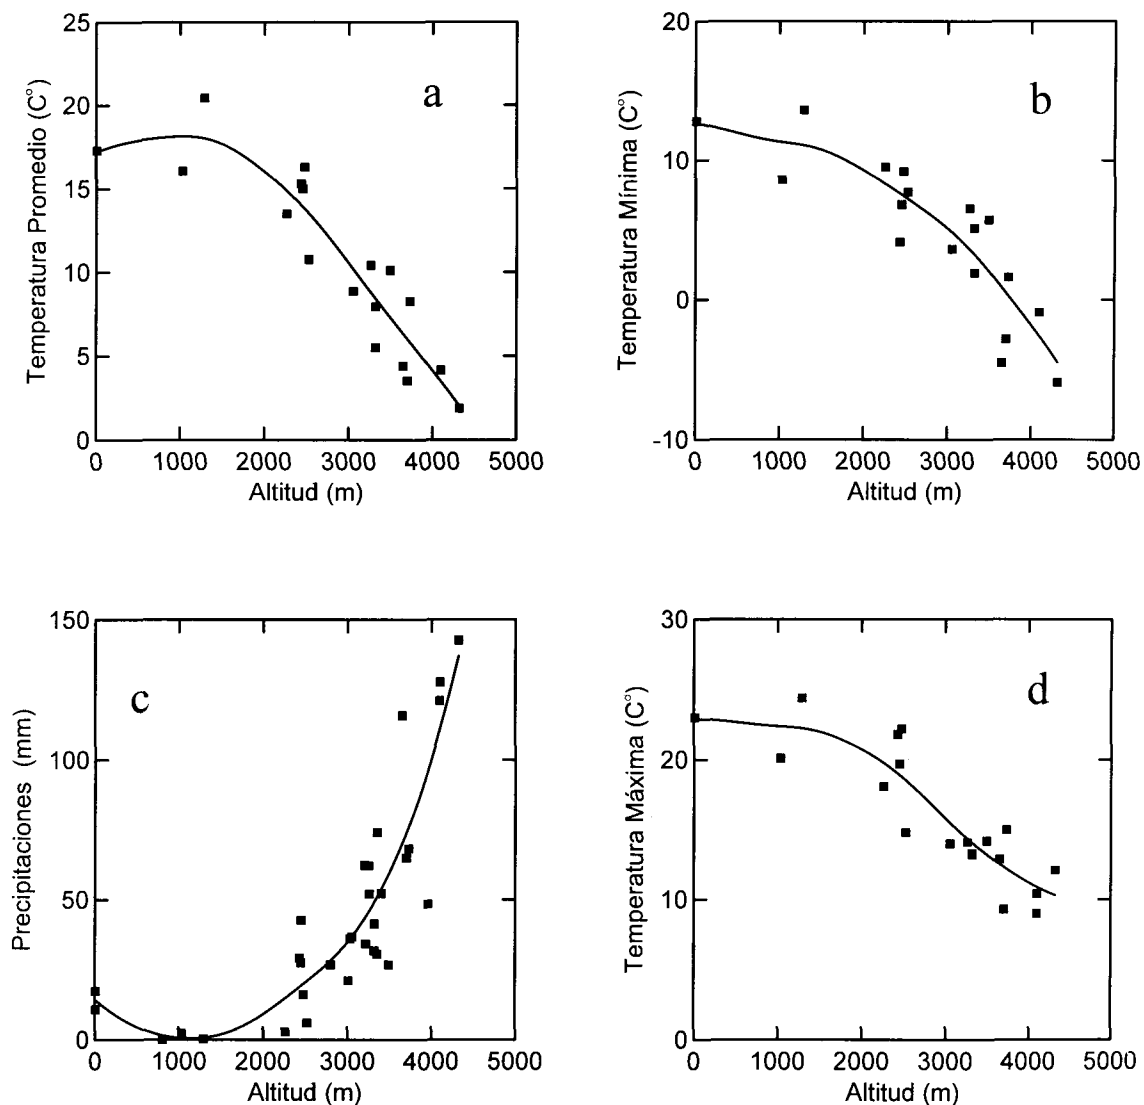 a
Temperatura Promedio (C°)
25
20
15
10
5
0
0 1000 2000 3000 4000 5000
Altitud (m)
b
Temperatura Mínima (C°)
20
10
0
-10
0 1000 2000 3000 4000 5000
Altitud (m)
c
Precipitaciones (mm)
150
100
50
0
0 1000 2000 3000 4000 5000
Altitud (m)
d
Temperatura Máxima (C°)
30
20
10
0
0 1000 2000 3000 4000 5000
Altitud (m)